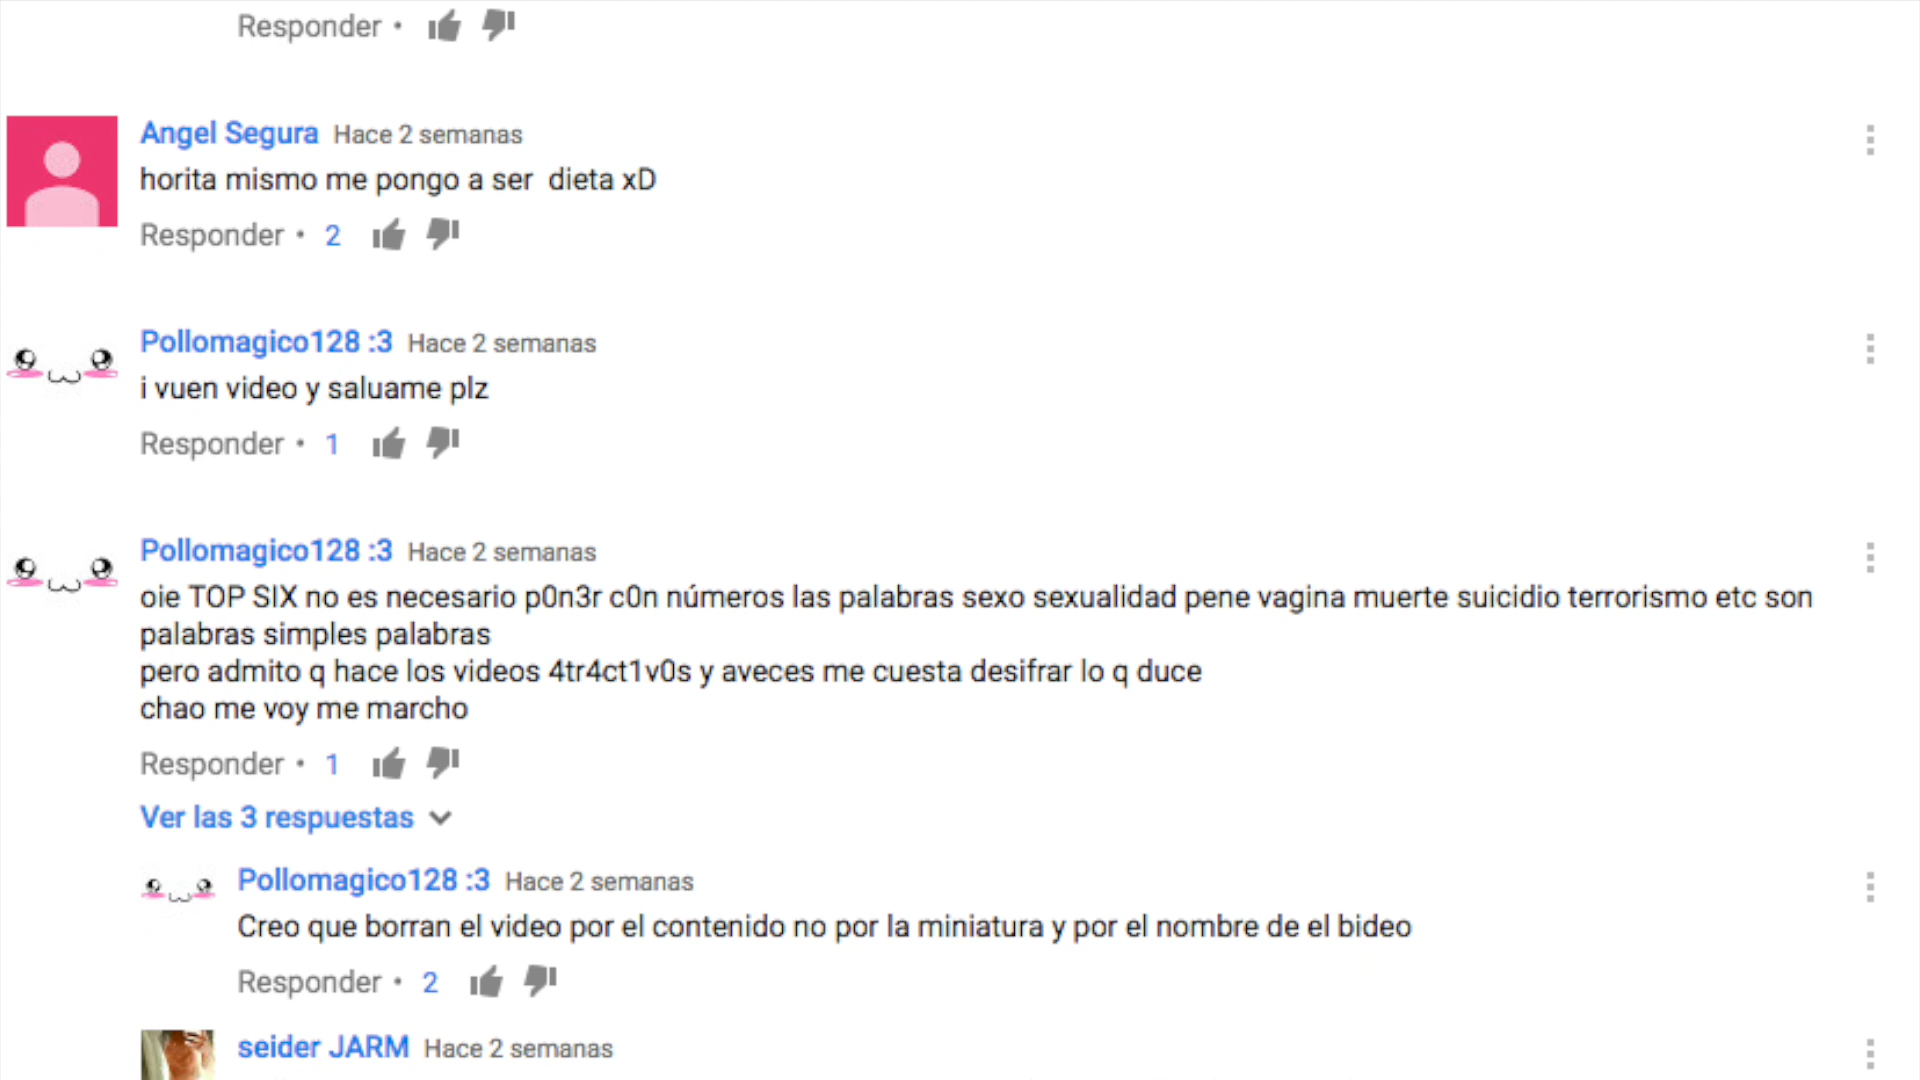 Responder •
Angel Segura Hace 2 semanas
horita mismo me pongo a ser dieta xD
Responder • 2
Pollomagico128 :3 Hace 2 semanas
i vuen video y saluame plz
Responder • 1
Pollomagico128 :3 Hace 2 semanas
oie TOP SIX no es necesario p0n3r c0n números las palabras sexo sexualidad pene vagina muerte suicidio terrorismo etc son
palabras simples palabras
pero admito q hace los videos 4tr4ct1v0s y aveces me cuesta desifrar lo q duce
chao me voy me marcho
Responder • 1
Ver las 3 respuestas
Pollomagico128 :3 Hace 2 semanas
Creo que borran el video por el contenido no por la miniatura y por el nombre de el bideo
Responder • 2
seider JARM Hace 2 semanas